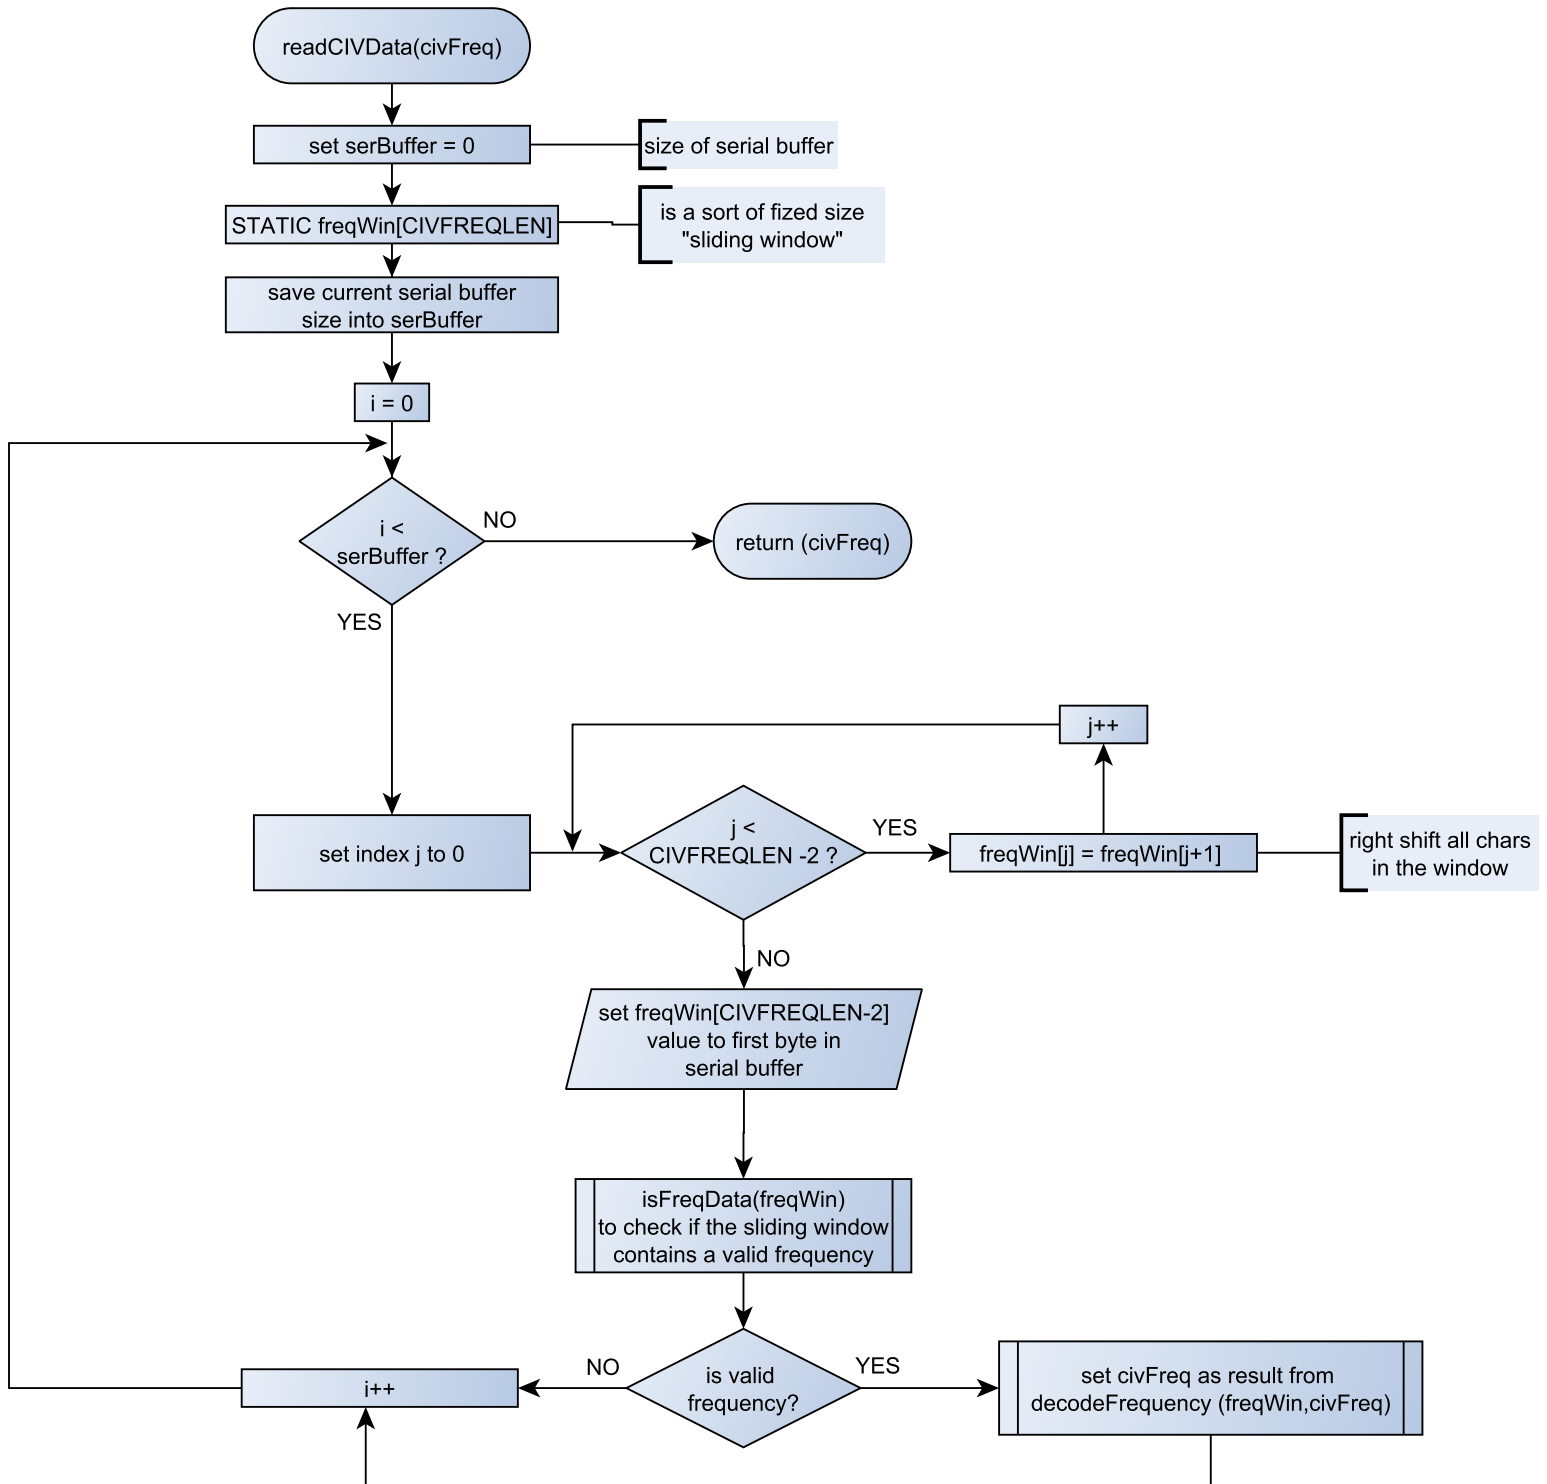 readCIVData(civFreq)
set serBuffer = 0
size of serial buffer
STATIC freqWin[CIVFREQLEN]
is a sort of fized size
"sliding window"
save current serial buffer
size into serBuffer
i = 0
i <
serBuffer ?
NO
return (civFreq)
YES
j++
set index j to 0
j <
CIVFREQLEN -2 ?
YES
freqWin[j] = freqWin[j+1]
right shift all chars
in the window
NO
set freqWin[CIVFREQLEN-2]
value to first byte in
serial buffer
isFreqData(freqWin)
to check if the sliding window
contains a valid frequency
i++
NO
is valid
frequency?
YES
set civFreq as result from
decodeFrequency (freqWin,civFreq)